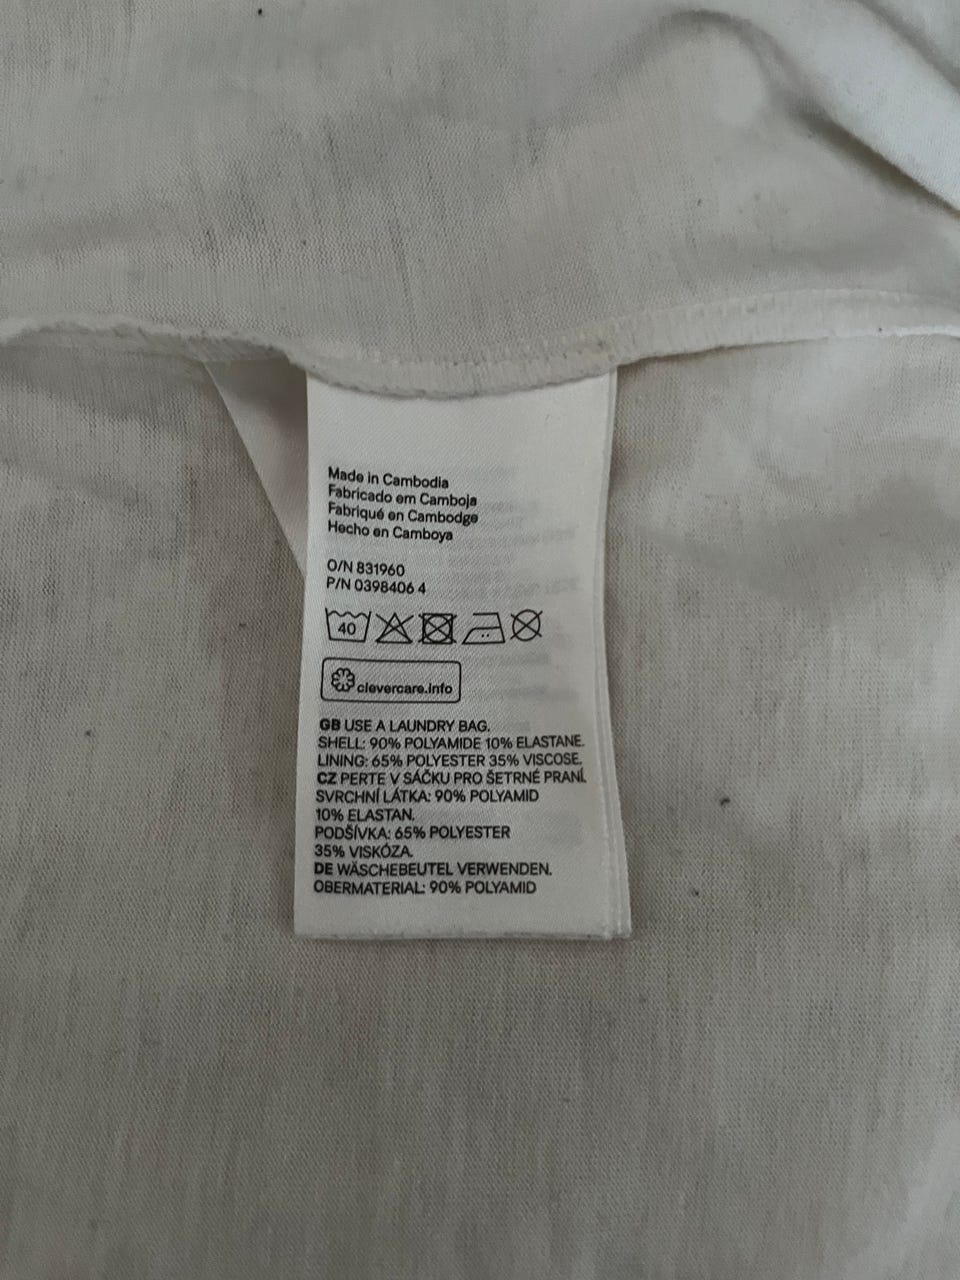 Made in Cambodia
Fabricado em Camboja
Fabriqué en Cambodge
Hecho en Camboya
O/N 831960
P/N 0398406 4
40
clevercare.info
GB USE A LAUNDRY BAG.
SHELL: 90% POLYAMIDE 10% ELASTANE.
LINING: 65% POLYESTER 35% VISCOSE.
CZ PERTE V SÁČKU PRO ŠETRNÉ PRANÍ.
SVRCHNÍ LÁTKA: 90% POLYAMID
10% ELASTAN.
PODŠÍVKA: 65% POLYESTER
35% VISKÓZA.
DE WÄSCHEBEUTEL VERWENDEN.
OBERMATERIAL: 90% POLYAMID